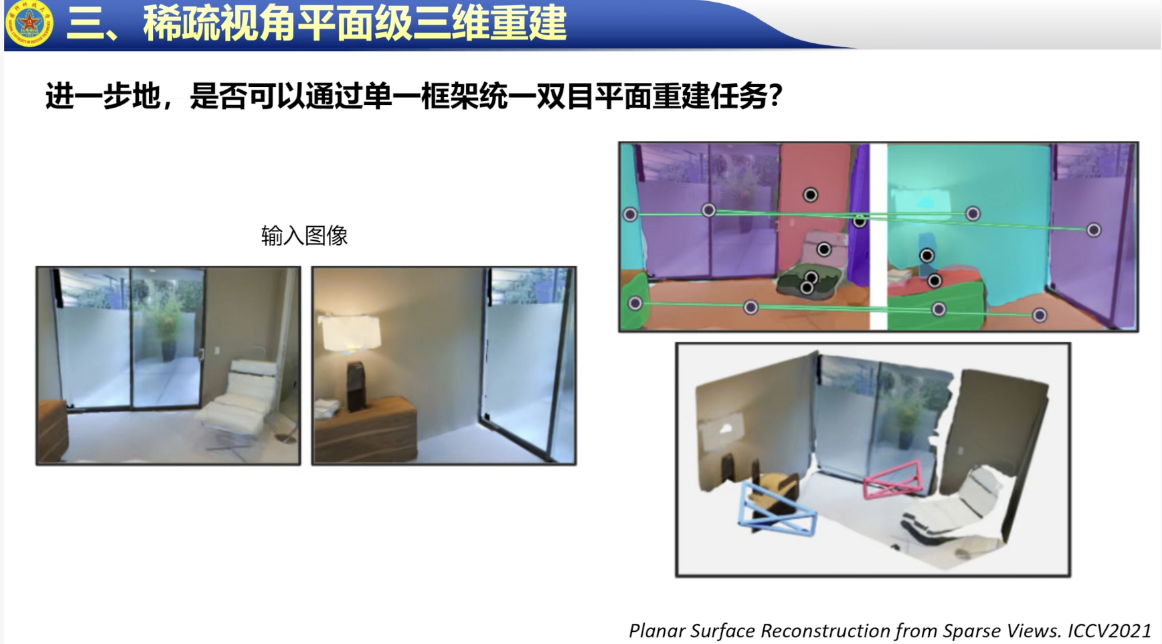 三、稀疏视角平面级三维重建
进一步地，是否可以通过单一框架统一双目平面重建任务？
输入图像
Planar Surface Reconstruction from Sparse Views. ICCV2021